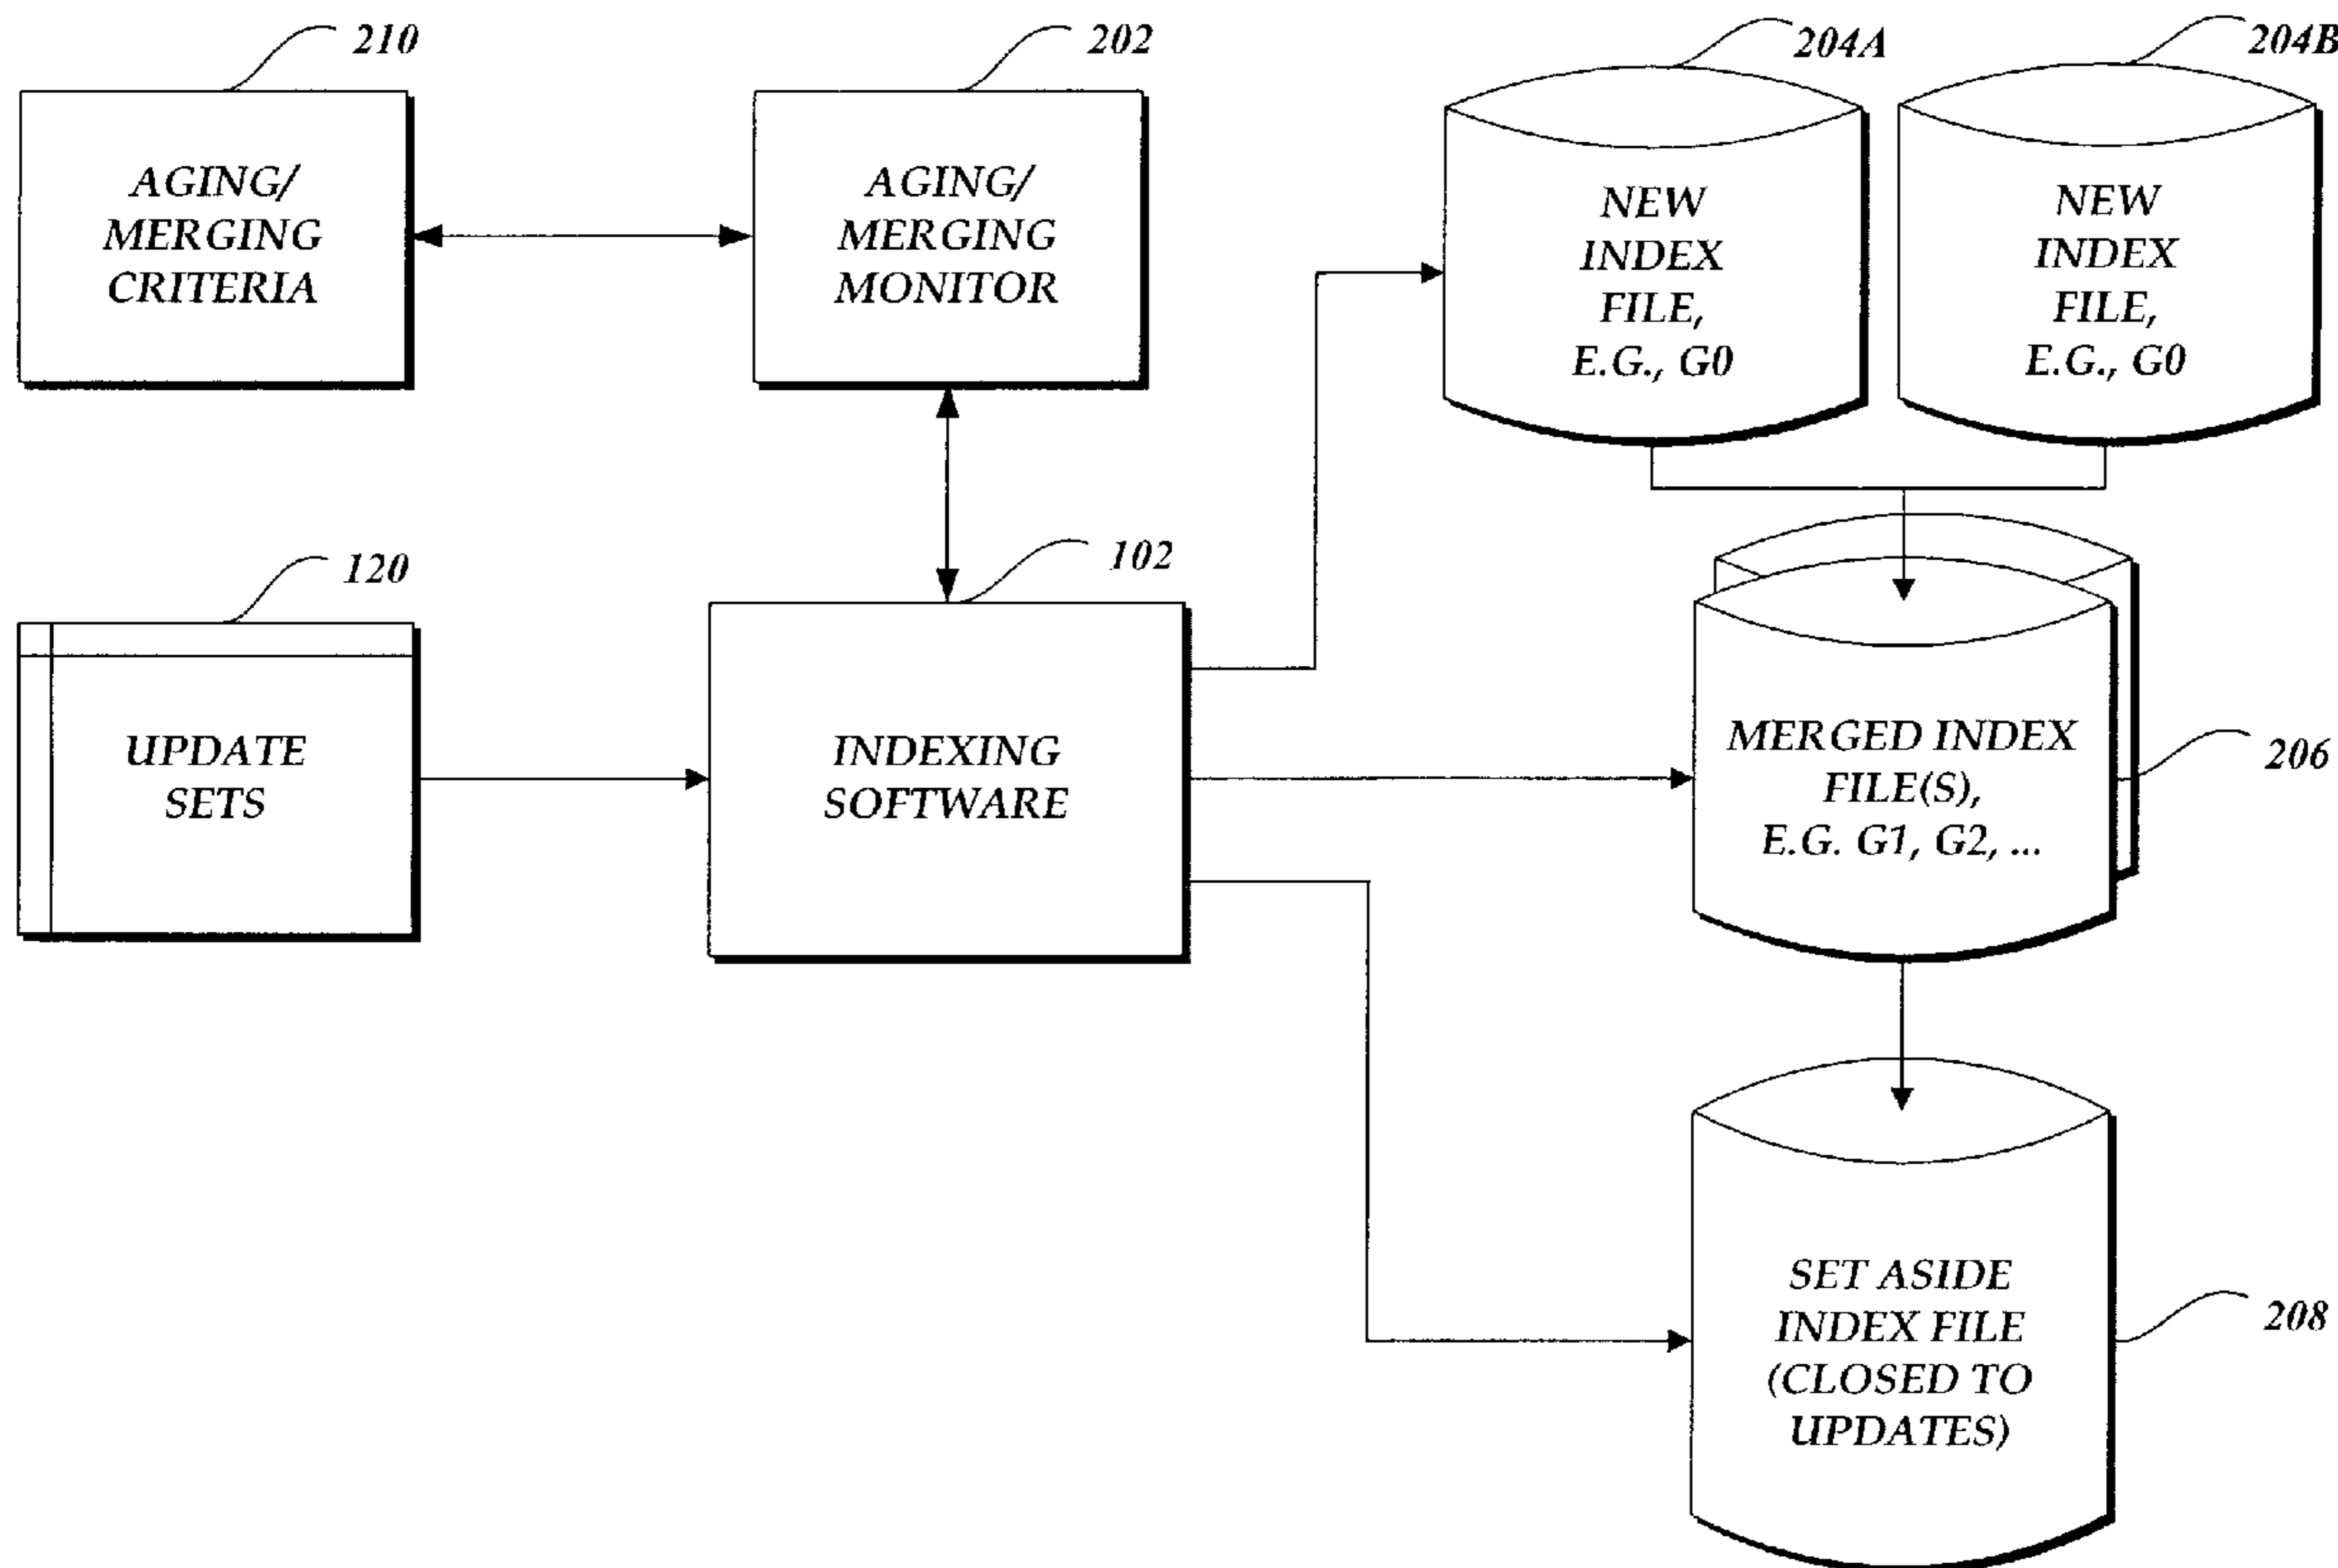 210
202
204A
204B
AGING/
MERGING
CRITERIA
AGING/
MERGING
MONITOR
NEW
INDEX
FILE,
E.G., G0
NEW
INDEX
FILE,
E.G., G0
120
102
UPDATE
SETS
INDEXING
SOFTWARE
MERGED INDEX
FILE(S),
E.G. G1, G2, ...
206
SET ASIDE
INDEX FILE
(CLOSED TO
UPDATES)
208